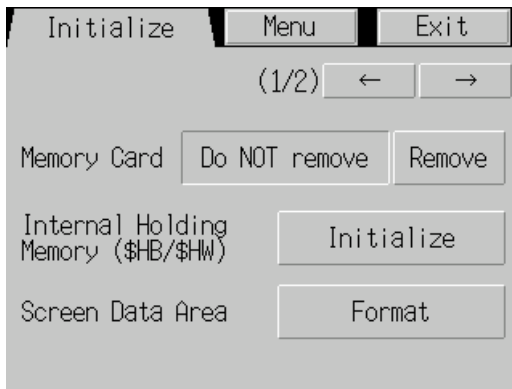 Initialize Menu Exit
(1/2) ← →
Memory Card Do NOT remove Remove
Internal Holding
Memory ($HB/$HW) Initialize
Screen Data Area Format